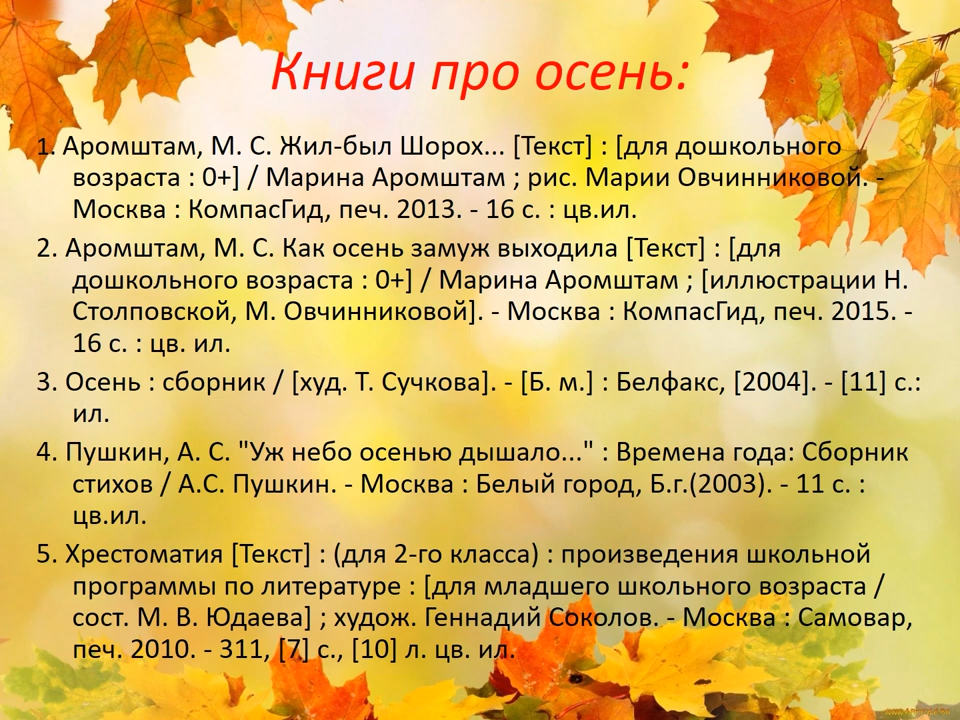 Книги про осень:
1. Аромштам, М. С. Жил-был Шорох... [Текст] : [для дошкольного
возраста : 0+] / Марина Аромштам ; рис. Марии Овчинниковой. -
Москва : КомпасГид, печ. 2013. - 16 с. : цв.ил.
2. Аромштам, М. С. Как осень замуж выходила [Текст] : [для
дошкольного возраста : 0+] / Марина Аромштам ; [иллюстрации Н.
Столповской, М. Овчинниковой]. - Москва : КомпасГид, печ. 2015. -
16 с. : цв. ил.
3. Осень : сборник / [худ. Т. Сучкова]. - [Б. м.] : Белфакс, [2004]. - [11] с.:
ил.
4. Пушкин, А. С. "Уж небо осенью дышало..." : Времена года: Сборник
стихов / А.С. Пушкин. - Москва : Белый город, Б.г.(2003). - 11 с. :
цв.ил.
5. Хрестоматия [Текст] : (для 2-го класса) : произведения школьной
программы по литературе : [для младшего школьного возраста /
сост. М. В. Юдаева] ; худож. Геннадий Соколов. - Москва : Самовар,
печ. 2010. - 311, [7] с., [10] л. цв. ил.